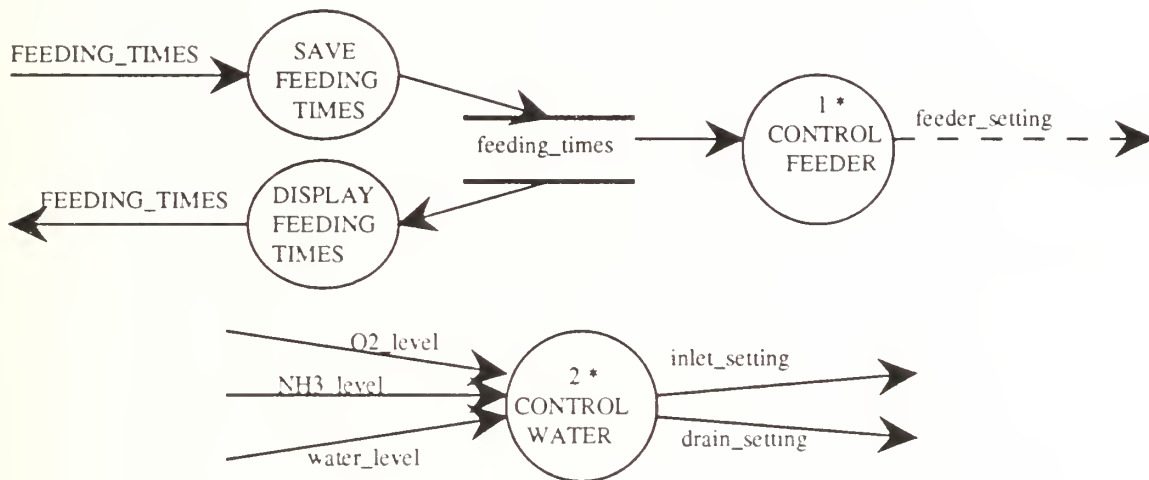 FEEDING_TIMES
SAVE
FEEDING
TIMES
feeding_times
1 *
CONTROL
FEEDER
feeder_setting
FEEDING_TIMES
DISPLAY
FEEDING
TIMES
O2_level
NH3_level
water_level
2 *
CONTROL
WATER
inlet_setting
drain_setting